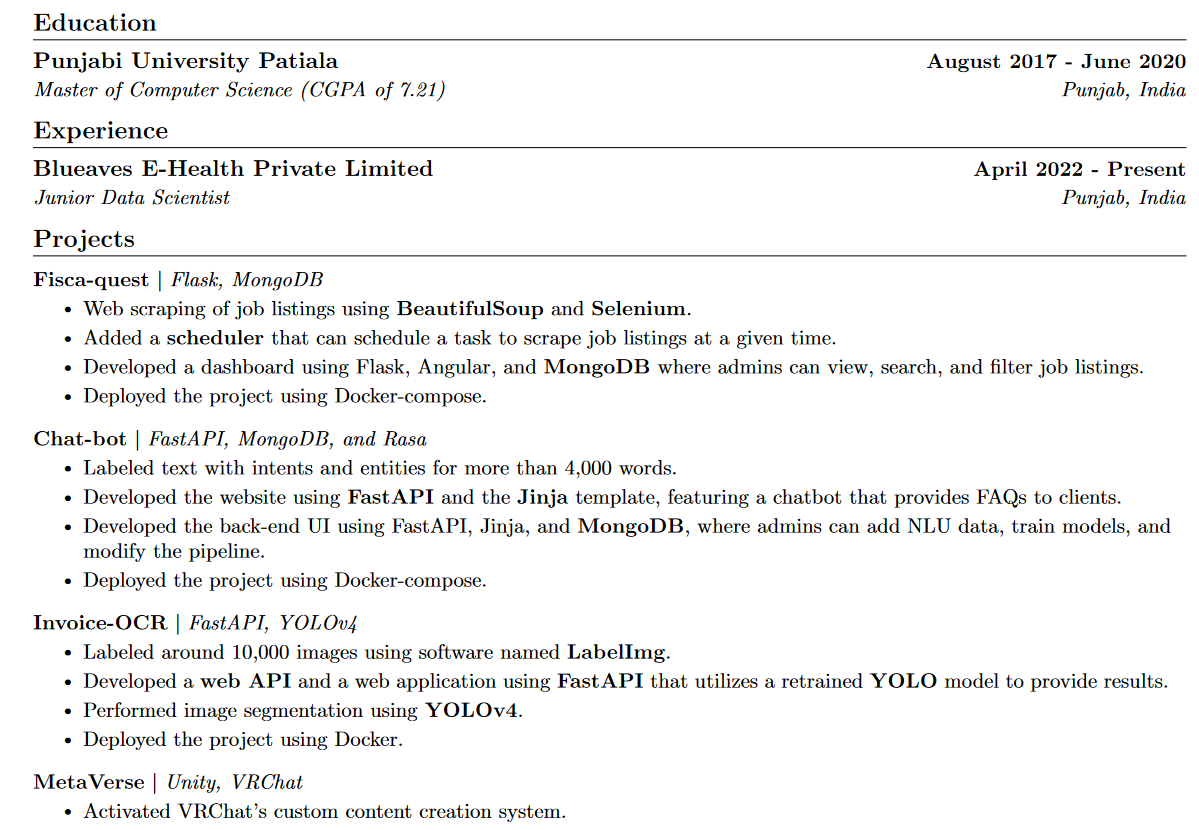 Education
Punjabi University Patiala August 2017 - June 2020
Master of Computer Science (CGPA of 7.21) Punjab, India
Experience
Blueaves E-Health Private Limited April 2022 - Present
Junior Data Scientist Punjab, India
Projects
Fisca-quest | Flask, MongoDB
• Web scraping of job listings using BeautifulSoup and Selenium.
• Added a scheduler that can schedule a task to scrape job listings at a given time.
• Developed a dashboard using Flask, Angular, and MongoDB where admins can view, search, and filter job listings.
• Deployed the project using Docker-compose.
Chat-bot | FastAPI, MongoDB, and Rasa
• Labeled text with intents and entities for more than 4,000 words.
• Developed the website using FastAPI and the Jinja template, featuring a chatbot that provides FAQs to clients.
• Developed the back-end UI using FastAPI, Jinja, and MongoDB, where admins can add NLU data, train models, and
modify the pipeline.
• Deployed the project using Docker-compose.
Invoice-OCR | FastAPI, YOLOv4
• Labeled around 10,000 images using software named LabelImg.
• Developed a web API and a web application using FastAPI that utilizes a retrained YOLO model to provide results.
• Performed image segmentation using YOLOv4.
• Deployed the project using Docker.
MetaVerse | Unity, VRChat
• Activated VRChat's custom content creation system.